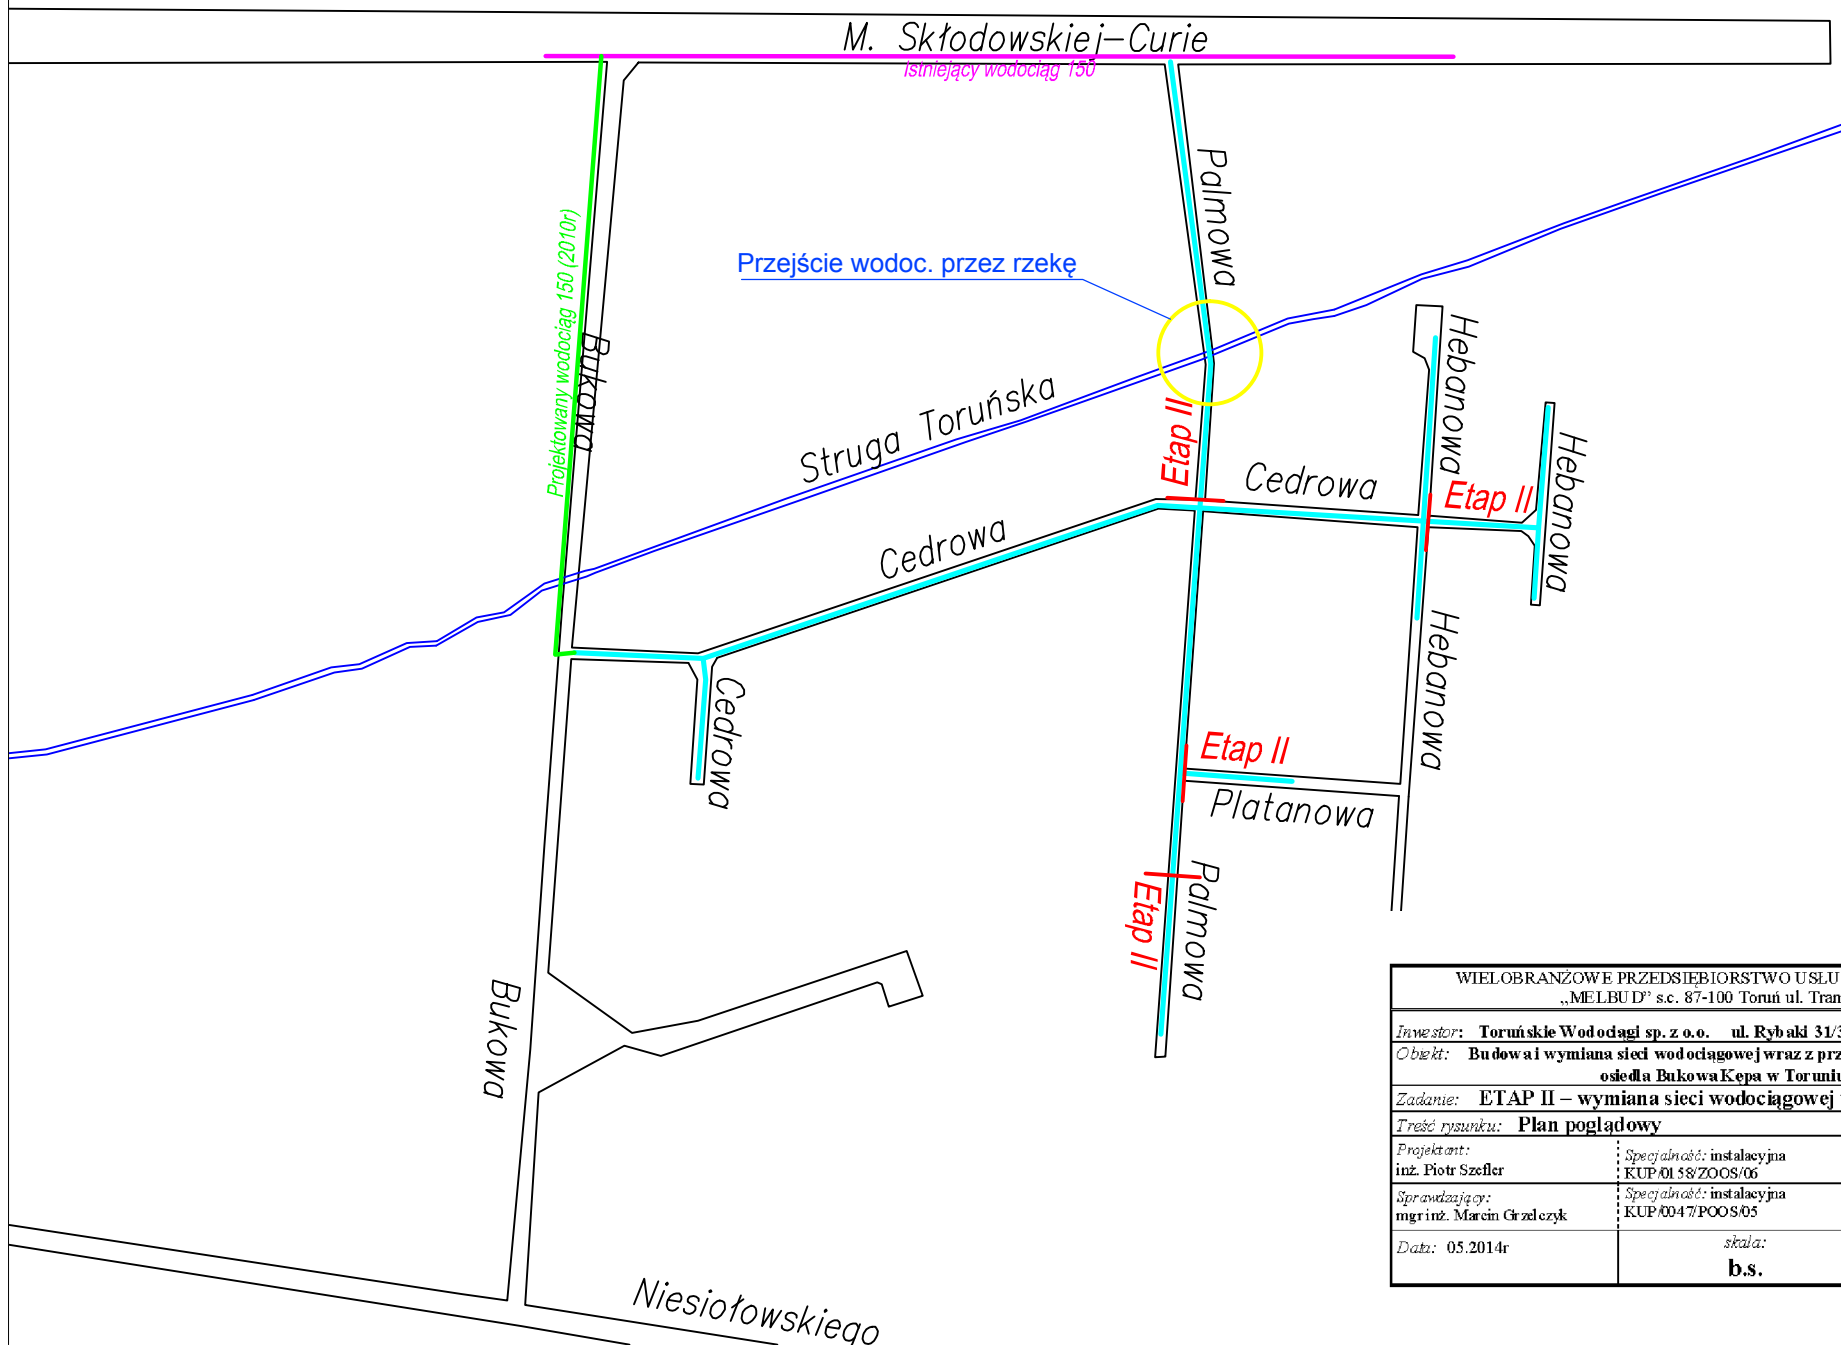 M. Skłodowskiej-Curie
Istniejący wodociąg 150
Palmowa
Projektowany wodociąg 150 (2010r)
Bukowa
Przejście wodoc. przez rzekę
Struga Toruńska
Etap II
Hebanowa
Cedrowa
Etap II
Hebanowa
Cedrowa
Hebanowa
Cedrowa
Etap II
Platanowa
Etap II
Palmowa
Bukowa
Niesiołowskiego
WIELOBRANŻOWE PRZEDSIĘBIORSTWO USŁU
„MELBUD” s.c. 87-100 Toruń ul. Tram
Inwestor: Toruńskie Wodociągi sp. z o.o. ul. Rybaki 31/3
Obiekt: Budowa i wymiana sieci wodociągowej wraz z prz
osiedla Bukowa Kępa w Toruniu
Zadanie: ETAP II – wymiana sieci wodociągowej
Treść rysunku: Plan poglądowy
Projektant:
inż. Piotr Szefler
Specjalność: instalacyjna
KUP/0158/ZOOS/06
Sprawdzający:
mgr inż. Marcin Grzelczyk
Specjalność: instalacyjna
KUP/0047/POOS/05
Data: 05.2014r
skala:
b.s.